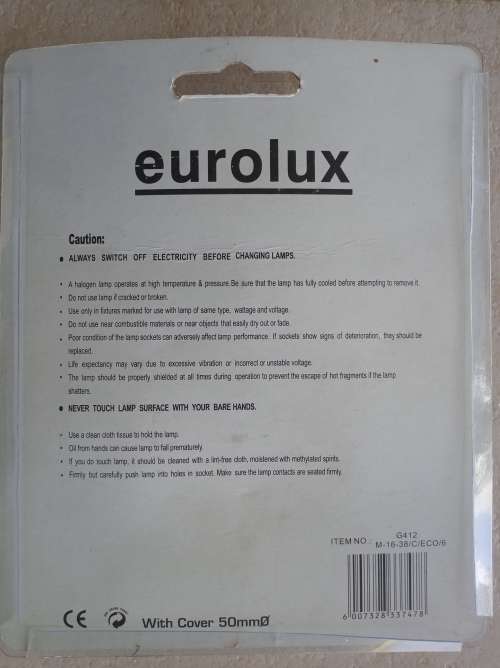 eurolux
Caution:
• ALWAYS SWITCH OFF ELECTRICITY BEFORE CHANGING LAMPS.
• A halogen lamp operates at high temperature & pressure.Be sure that the lamp has fully cooled before attempting to remove it.
• Do not use lamp if cracked or broken.
• Use only in fixtures marked for use with lamp of same type, wattage and voltage.
• Do not use near combustible materials or near objects that easily dry out or fade.
• Poor condition of the lamp sockets can adversely affect lamp performance. If sockets show signs of deterioration, they should be
replaced.
• Life expectancy may vary due to excessive vibration or incorrect or unstable voltage.
• The lamp should be properly shielded at all times during operation to prevent the escape of hot fragments if the lamp
shatters.
• NEVER TOUCH LAMP SURFACE WITH YOUR BARE HANDS.
• Use a clean cloth tissue to hold the lamp.
• Oil from hands can cause lamp to fail prematurely.
• If you do touch lamp, it should be cleaned with a lint-free cloth, moistened with methylated spirits.
• Firmly but carefully push lamp into holes in socket. Make sure the lamp contacts are seated firmly.
ITEM NO.: G412
M-16-38/C/ECO/6
6 007328 337478
CE With Cover 50mmØ